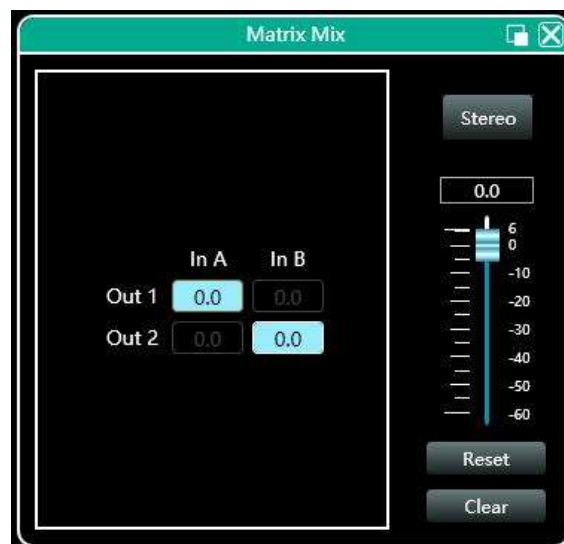 Matrix Mix
Stereo
0.0
In A In B
Out 1 0.0 0.0
Out 2 0.0 0.0
6
0
-10
-20
-30
-40
-50
-60
Reset
Clear